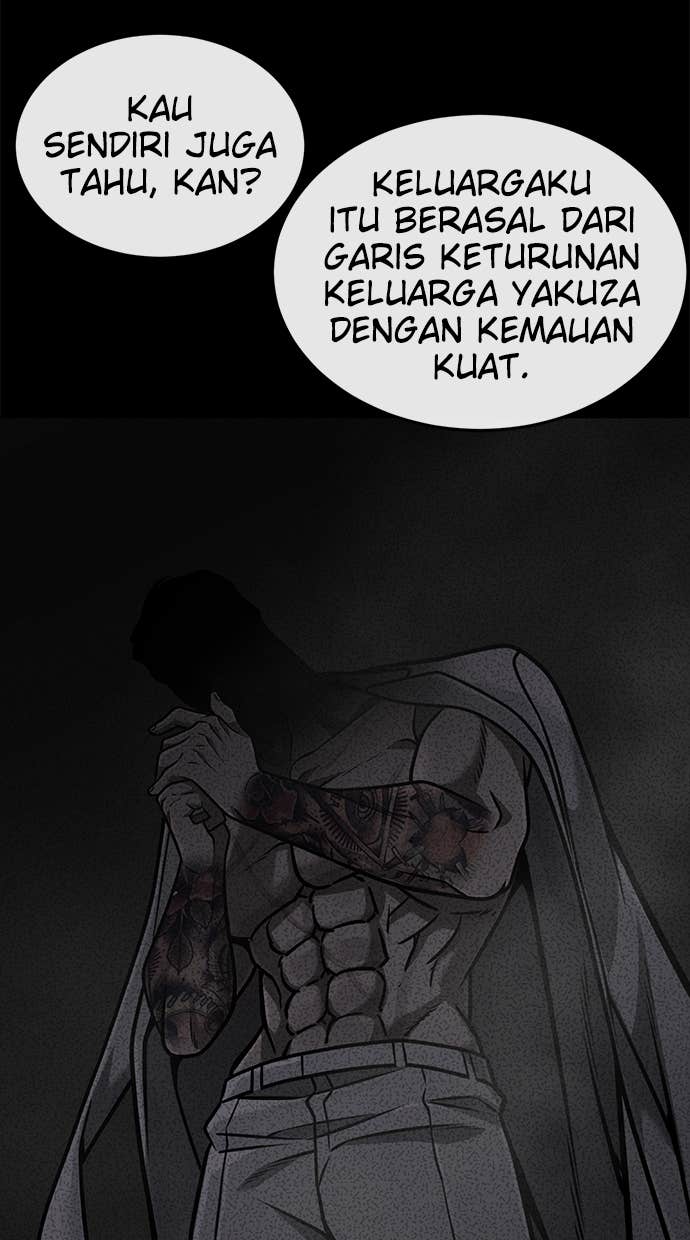 KAU
SENDIRI JUGA
TAHU, KAN?
KELUARGAKU
ITU BERASAL DARI
GARIS KETURUNAN
KELUARGA YAKUZA
DENGAN KEMAUAN
KUAT.